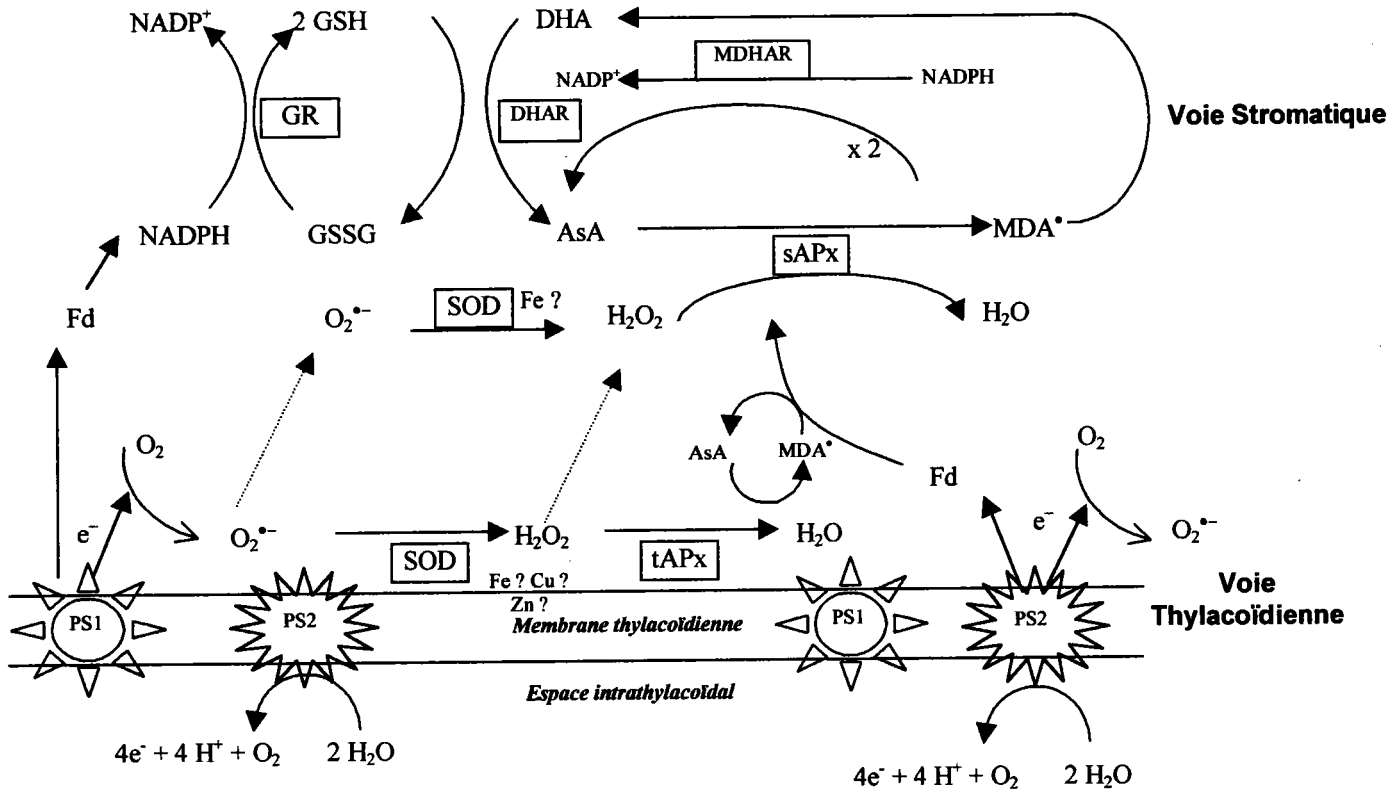 NADP⁺ 2 GSH DHA
MDHAR
NADP⁺ NADPH
GR DHAR
Voie Stromatique
x 2
NADPH GSSG AsA MDA•
sAPx
Fd O₂•⁻ SOD Fe ? H₂O₂ H₂O
O₂ AsA MDA• Fd O₂
e⁻ O₂•⁻ H₂O₂ H₂O e⁻ O₂•⁻
SOD tAPx
Fe ? Cu ?
Zn ?
PS1 PS2 Membrane thylacoïdienne PS1 PS2
Voie
Thylacoïdienne
Espace intrathylacoïdal
4e⁻ + 4 H⁺ + O₂ 2 H₂O
4e⁻ + 4 H⁺ + O₂ 2 H₂O